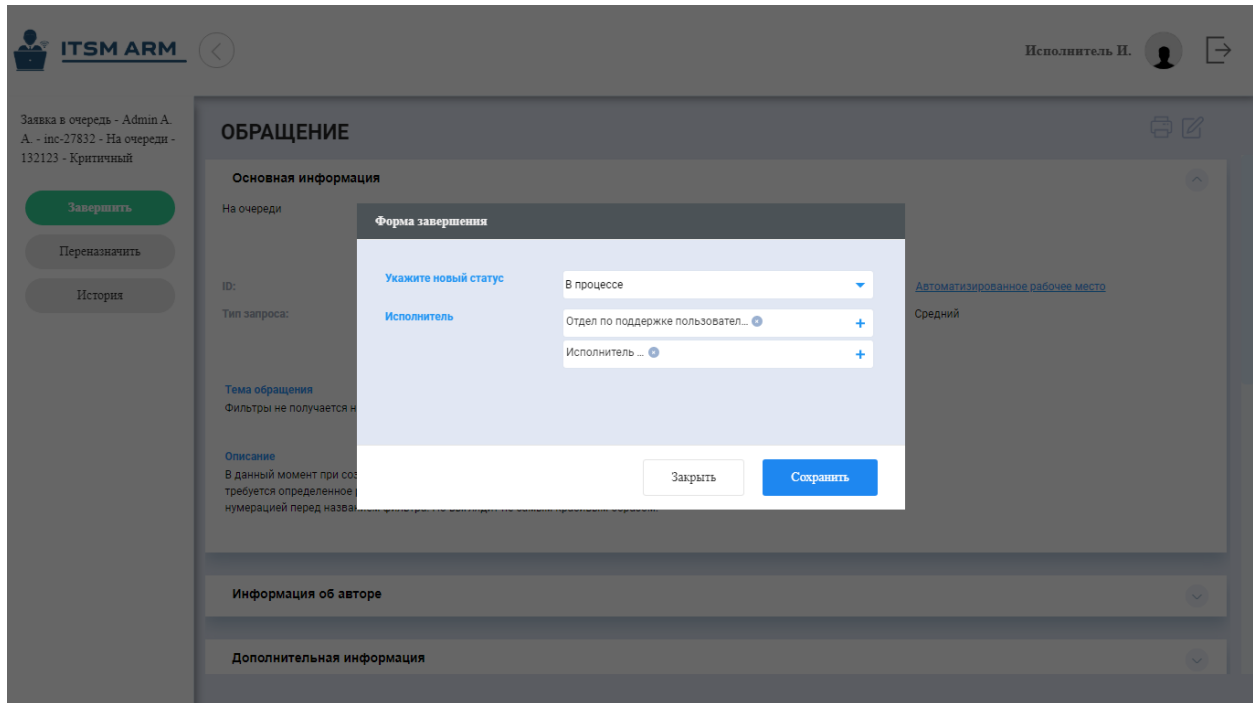 ITSM ARM
Исполнитель И.
Заявка в очередь - Admin A.
A. - inc-27832 - На очереди -
132123 - Критичный
Завершить
Переназначить
История
ОБРАЩЕНИЕ
Основная информация
На очереди
ID:
Автоматизированное рабочее место
Тип запроса:
Средний
Тема обращения
Фильтры не получается н
Описание
В данный момент при соз
требуется определенное
нумерацией перед
Форма завершения
Укажите новый статус
В процессе
Исполнитель
Отдел по поддержке пользовател...
Исполнитель ...
Закрыть
Сохранить
Информация об авторе
Дополнительная информация